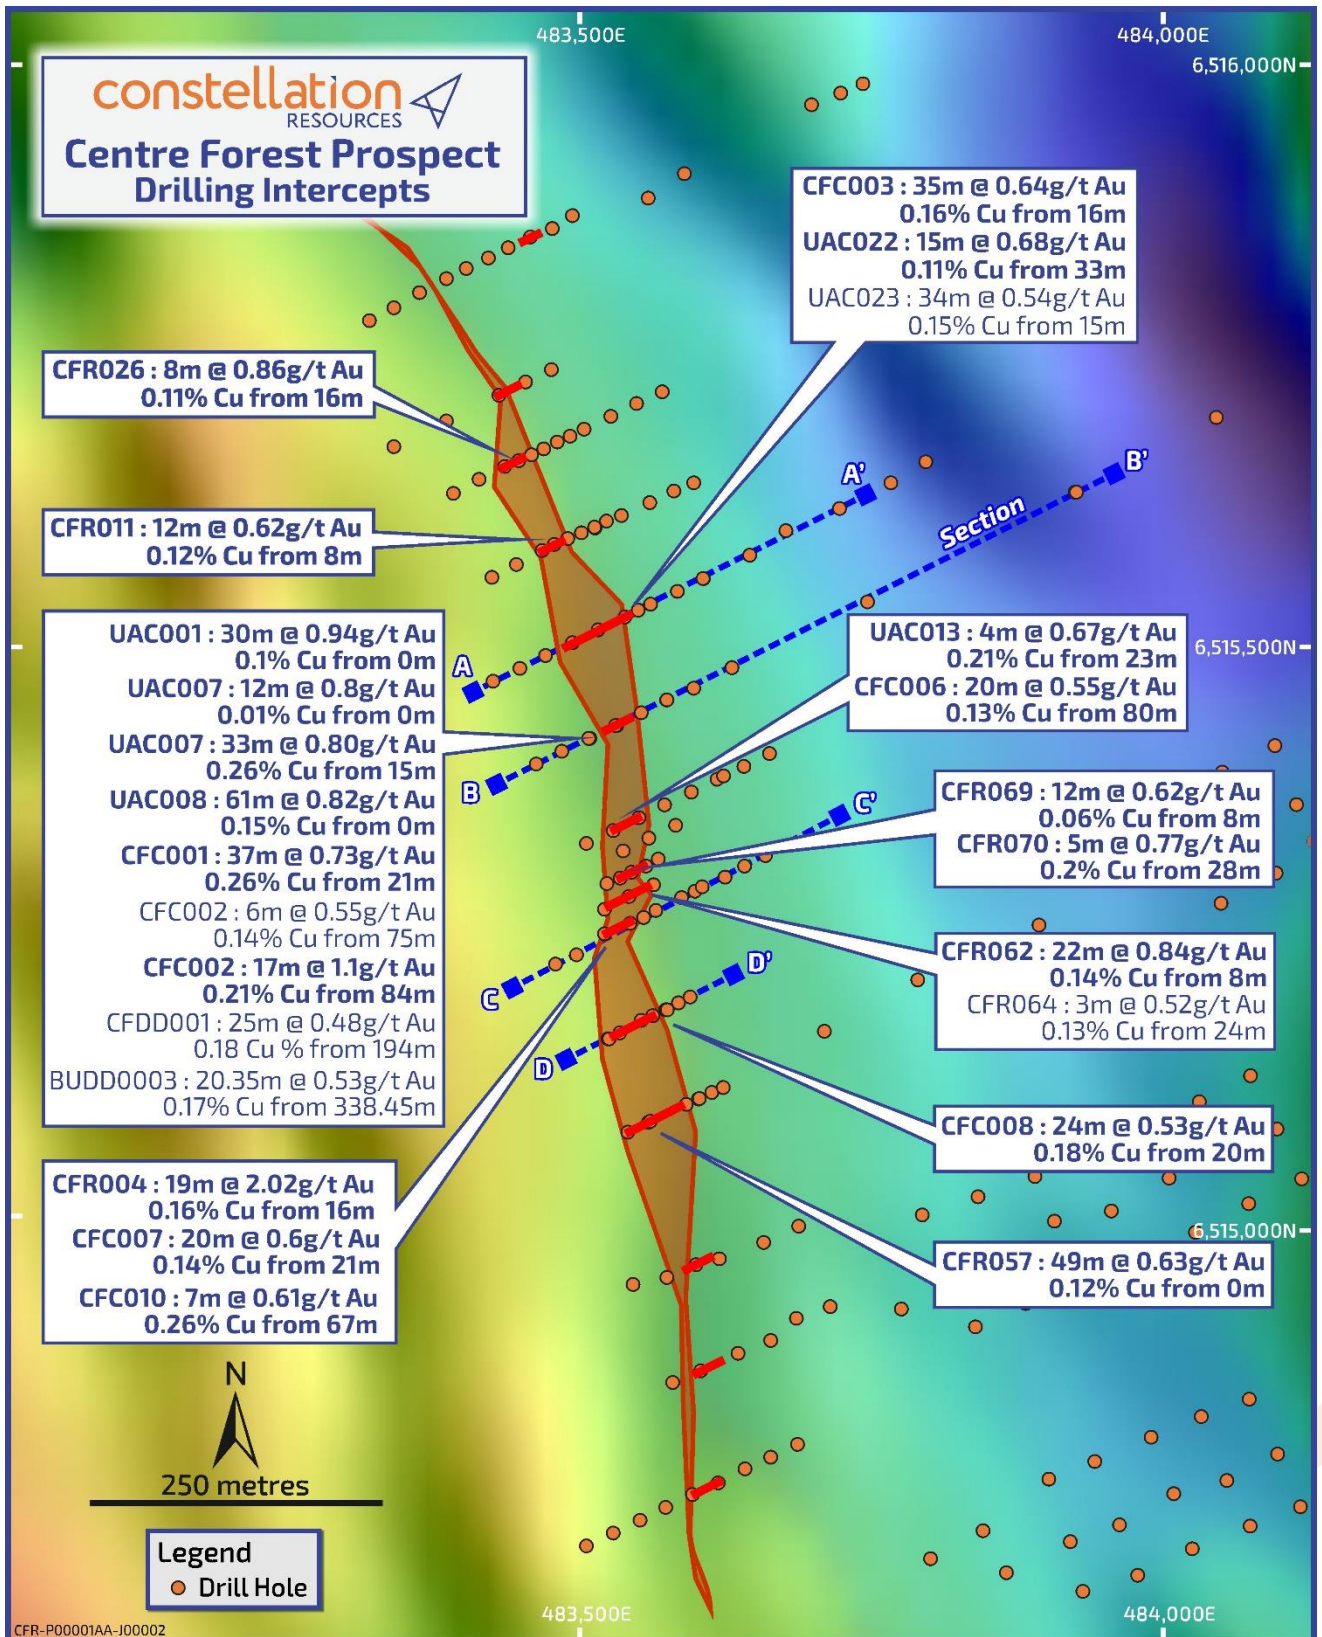 483,500E
484,000E
6,516,000N
constellation
RESOURCES
Centre Forest Prospect
Drilling Intercepts
CFC003 : 35m @ 0.64g/t Au
0.16% Cu from 16m
UAC022 : 15m @ 0.68g/t Au
0.11% Cu from 33m
UAC023 : 34m @ 0.54g/t Au
0.15% Cu from 15m
CFR026 : 8m @ 0.86g/t Au
0.11% Cu from 16m
A'
B'
Section
CFR011 : 12m @ 0.62g/t Au
0.12% Cu from 8m
UAC001 : 30m @ 0.94g/t Au
0.1% Cu from 0m
UAC007 : 12m @ 0.8g/t Au
0.01% Cu from 0m
UAC007 : 33m @ 0.80g/t Au
0.26% Cu from 15m
UAC008 : 61m @ 0.82g/t Au
0.15% Cu from 0m
CFC001 : 37m @ 0.73g/t Au
0.26% Cu from 21m
CFC002 : 6m @ 0.55g/t Au
0.14% Cu from 75m
CFC002 : 17m @ 1.1g/t Au
0.21% Cu from 84m
CFDD001 : 25m @ 0.48g/t Au
0.18 Cu % from 194m
BUDD0003 : 20.35m @ 0.53g/t Au
0.17% Cu from 338.45m
A
B
C
D
UAC013 : 4m @ 0.67g/t Au
0.21% Cu from 23m
CFC006 : 20m @ 0.55g/t Au
0.13% Cu from 80m
6,515,500N
C'
CFR069 : 12m @ 0.62g/t Au
0.06% Cu from 8m
CFR070 : 5m @ 0.77g/t Au
0.2% Cu from 28m
D'
CFR062 : 22m @ 0.84g/t Au
0.14% Cu from 8m
CFR064 : 3m @ 0.52g/t Au
0.13% Cu from 24m
CFC008 : 24m @ 0.53g/t Au
0.18% Cu from 20m
CFR004 : 19m @ 2.02g/t Au
0.16% Cu from 16m
CFC007 : 20m @ 0.6g/t Au
0.14% Cu from 21m
CFC010 : 7m @ 0.61g/t Au
0.26% Cu from 67m
6,515,000N
CFR057 : 49m @ 0.63g/t Au
0.12% Cu from 0m
N
250 metres
Legend
Drill Hole
483,500E
484,000E
CFR-P00001AA-J00002